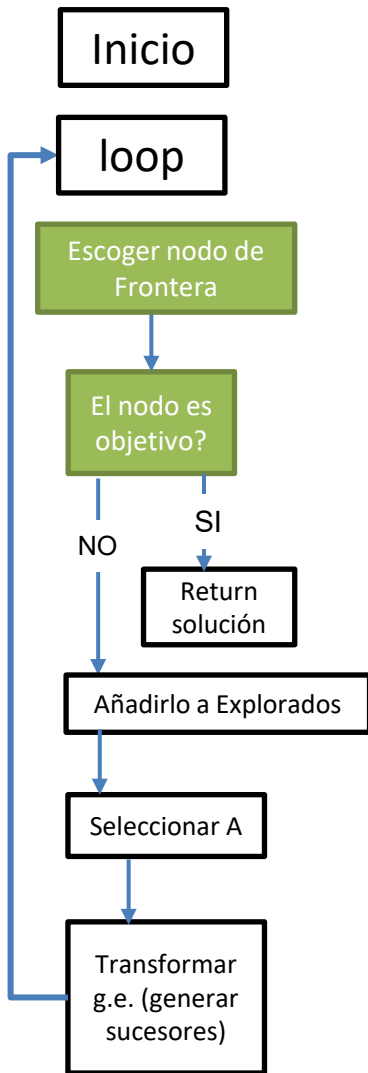 Inicio
loop
Escoger nodo de
Frontera
El nodo es
objetivo?
SI
NO
Return
solución
Añadirlo a Explorados
Seleccionar A
Transformar
g.e. (generar
sucesores)